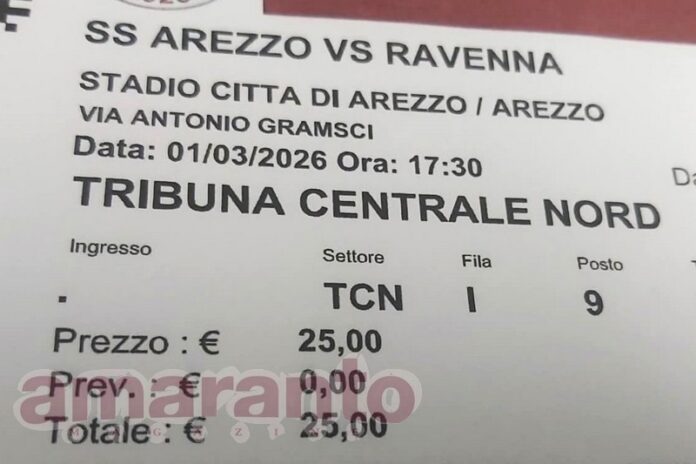 SS AREZZO VS RAVENNA
STADIO CITTA DI AREZZO / AREZZO
VIA ANTONIO GRAMSCI
Data: 01/03/2026 Ora: 17:30
TRIBUNA CENTRALE NORD
Ingresso Settore Fila Posto
. TCN I 9
Prezzo : € 25,00
Prev. : € 0,00
Totale : € 25,00
amaranto
MAGAZINE